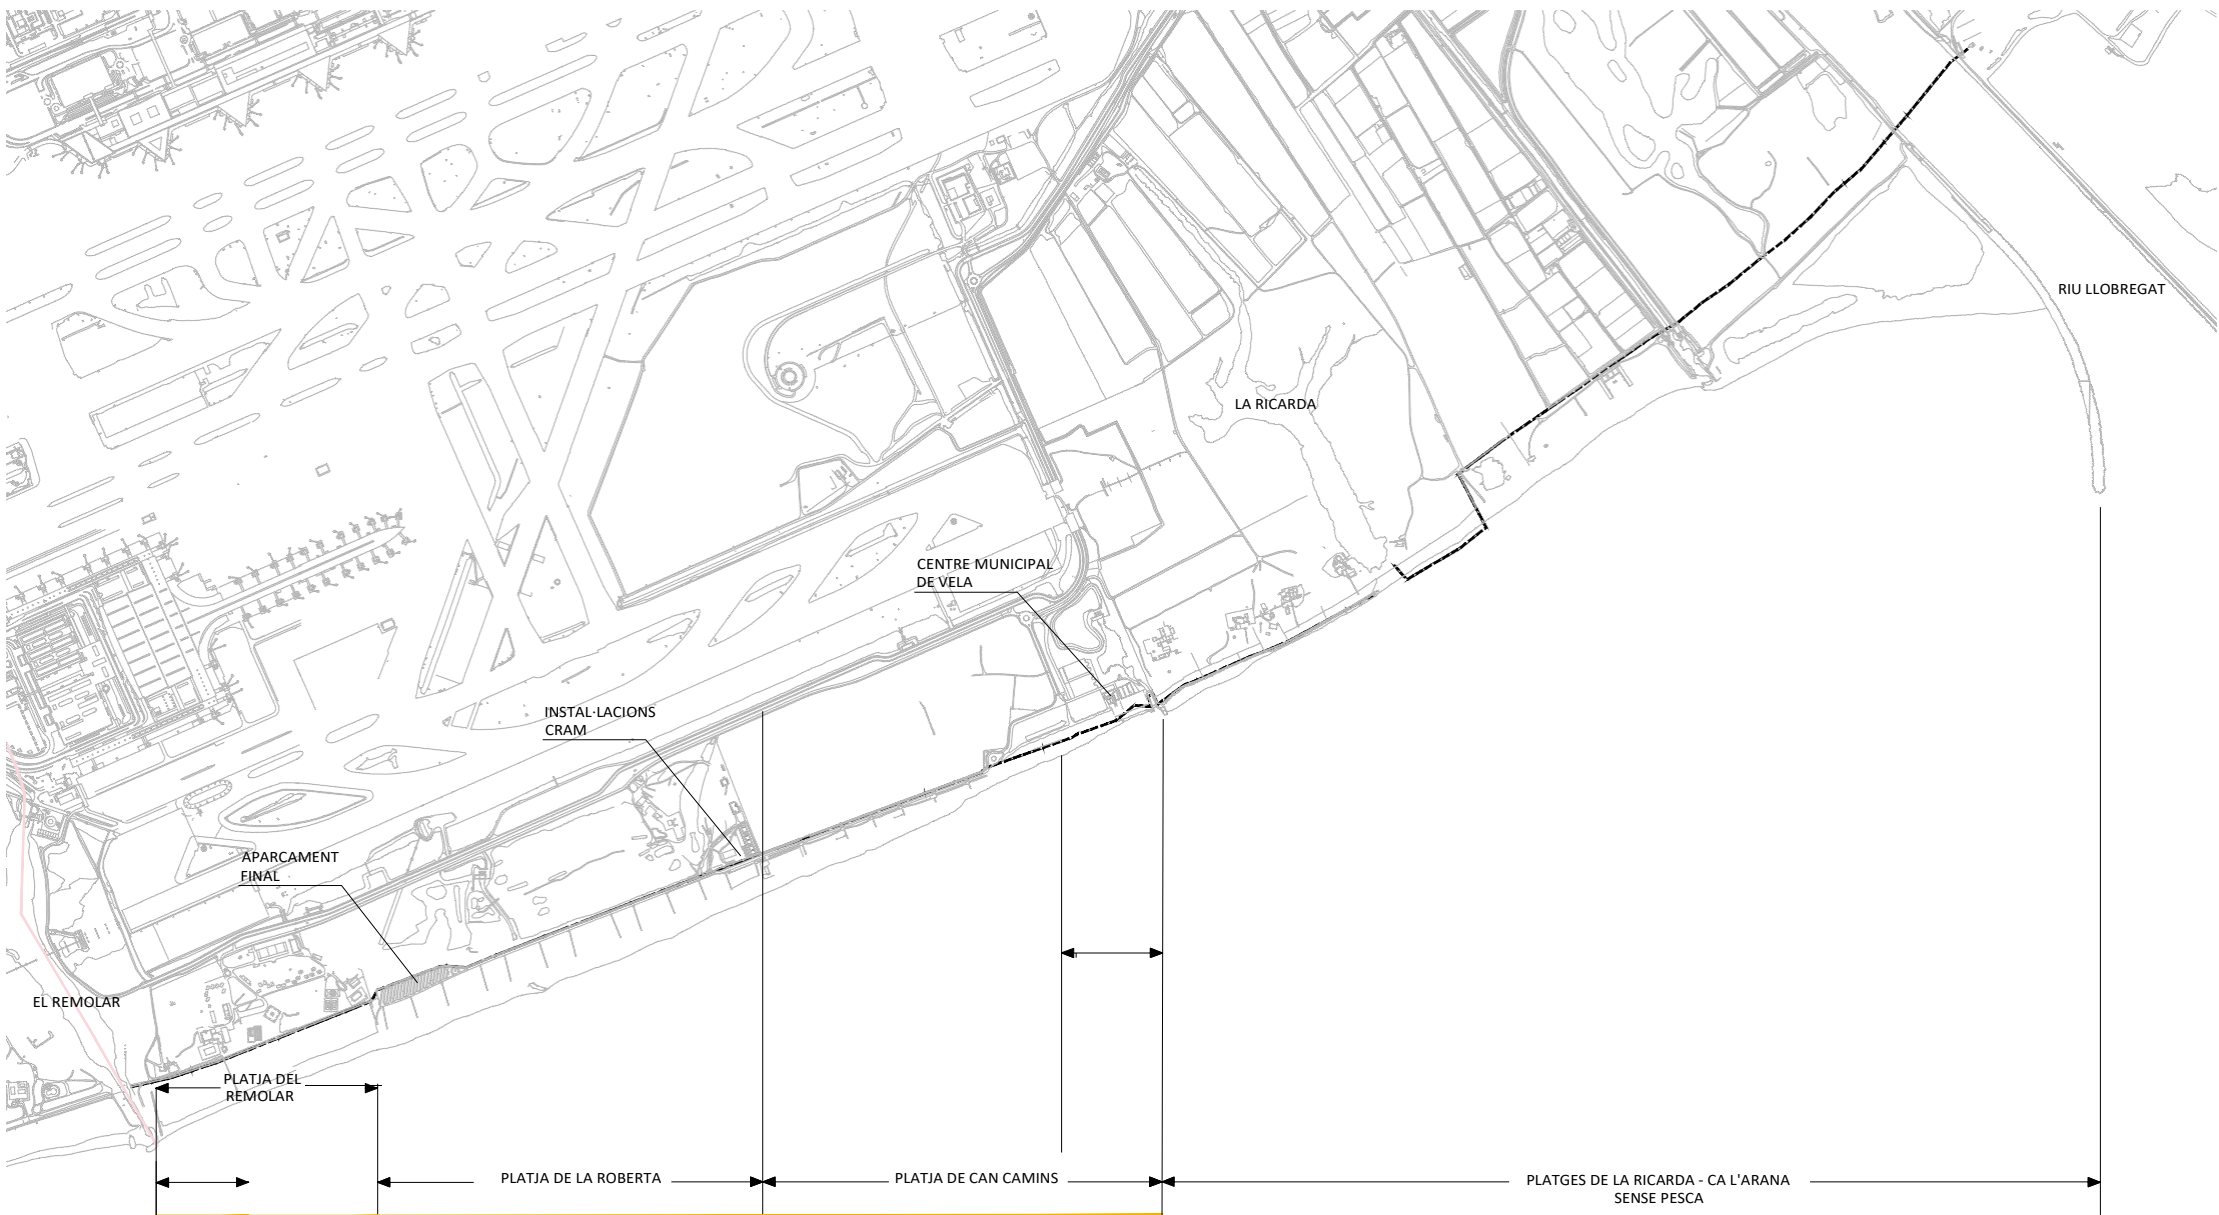 RIU LLOBREGAT
LA RICARDA
CENTRE MUNICIPAL
DE VELA
INSTAL·LACIONS
CRAM
APARCAMENT
FINAL
EL REMOLAR
PLATJA DEL
REMOLAR
PLATJA DE LA ROBERTA
PLATJA DE CAN CAMINS
PLATGES DE LA RICARDA - CA L'ARANA
SENSE PESCA